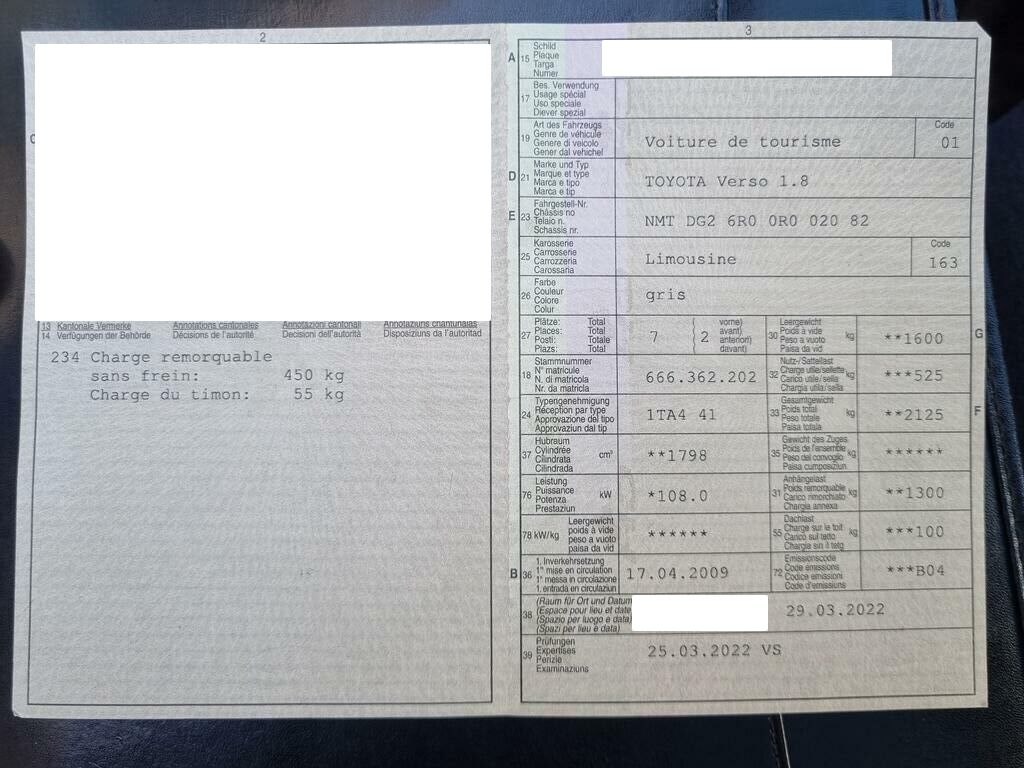 2
13 Kantonale Vermerke Annotations cantonales Annotazioni cantonali Annotaziuns chantunalas
14 Verfügungen der Behörde Décisions de l'autorité Decisioni dell'autorità Disposiziuns da l'autoritad
234 Charge remorquable
sans frein: 450 kg
Charge du timon: 55 kg
3
A 15 Schild
Plaque
Targa
Numer
17 Bes. Verwendung
Usage spécial
Uso speciale
Diever spezial
19 Art des Fahrzeugs
Genre de véhicule
Genere di veicolo
Gener dal vehichel
Voiture de tourisme
Code
01
D 21 Marke und Typ
Marque et type
Marca e tipo
Marca e tip
TOYOTA Verso 1.8
E 23 Fahrgestell-Nr.
Châssis no
Telaio n.
Schassis nr.
NMT DG2 6R0 0R0 020 82
25 Karosserie
Carrosserie
Carrozzeria
Carossaria
Limousine
Code
163
26 Farbe
Couleur
Colore
Colur
gris
27 Plätze: Total
Places: Total
Posti: Totale
Plazs: Total
7 { 2 vorne)
avant)
anteriori)
davant)
30 Leergewicht
Poids à vide
Peso a vuoto
Paisa da vid
kg
**1600
G
18 Stammnummer
N° matricule
N. di matricola
Nr. da matricla
666.362.202
32 Nutz-/Sattellast
Charge utile/sellette
Carico utile/sella
Chargia utila/sella
kg
***525
24 Typengenehmigung
Réception par type
Approvazione del tipo
Approvaziun dal tip
1TA4 41
33 Gesamtgewicht
Poids total
Peso totale
Paisa totala
kg
**2125
F
37 Hubraum
Cylindrée
Cilindrata
Cilindrada
cm³
**1798
35 Gewicht des Zuges
Poids de l'ensemble
Peso del convoglio
Paisa cumposiziun
kg
******
76 Leistung
Puissance
Potenza
Prestaziun
kW
*108.0
31 Anhängelast
Poids remorquable
Carico rimorchiato
Chargia annexa
kg
**1300
78 kW/kg Leergewicht
poids à vide
peso a vuoto
paisa da vid
******
55 Dachlast
Charge sur le toit
Carico sul tetto
Chargia sin il tetg
kg
***100
B 36 1. Inverkehrsetzung
1re mise en circulation
1a messa in circolazione
1. entrada en circulaziun
17.04.2009
72 Emissionscode
Code émissions
Codice emissioni
Code d'emissiuns
***B04
38 (Raum für Ort und Datum
(Espace pour lieu et date
(Spazio per luogo e data)
(Spazi per lieu e data)
29.03.2022
39 Prüfungen
Expertises
Perizie
Examinaziuns
25.03.2022 VS